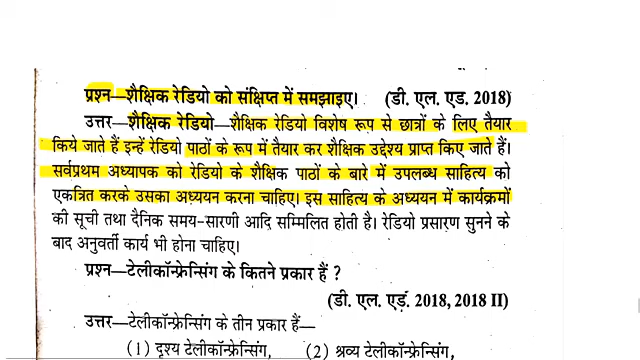 प्रश्न—शैक्षिक रेडियो को संक्षिप्त में समझाइए। (डी. एल. एड. 2018)
उत्तर—शैक्षिक रेडियो—शैक्षिक रेडियो विशेष रूप से छात्रों के लिए तैयार
किये जाते हैं इन्हें रेडियो पाठों के रूप में तैयार कर शैक्षिक उद्देश्य प्राप्त किए जाते हैं।
सर्वप्रथम अध्यापक को रेडियो के शैक्षिक पाठों के बारे में उपलब्ध साहित्य को
एकत्रित करके उसका अध्ययन करना चाहिए। इस साहित्य के अध्ययन में कार्यक्रमों
की सूची तथा दैनिक समय-सारणी आदि सम्मिलित होती है। रेडियो प्रसारण सुनने के
बाद अनुवर्ती कार्य भी होना चाहिए।
प्रश्न—टेलीकॉन्फ्रेन्सिंग के कितने प्रकार हैं ?
(डी. एल. एड़. 2018, 2018 II)
उत्तर—टेलीकॉन्फ्रेन्सिंग के तीन प्रकार हैं—
(1) दृश्य टेलीकॉन्फ्रेन्सिंग, (2) श्रव्य टेलीकॉन्फ्रेन्सिंग,